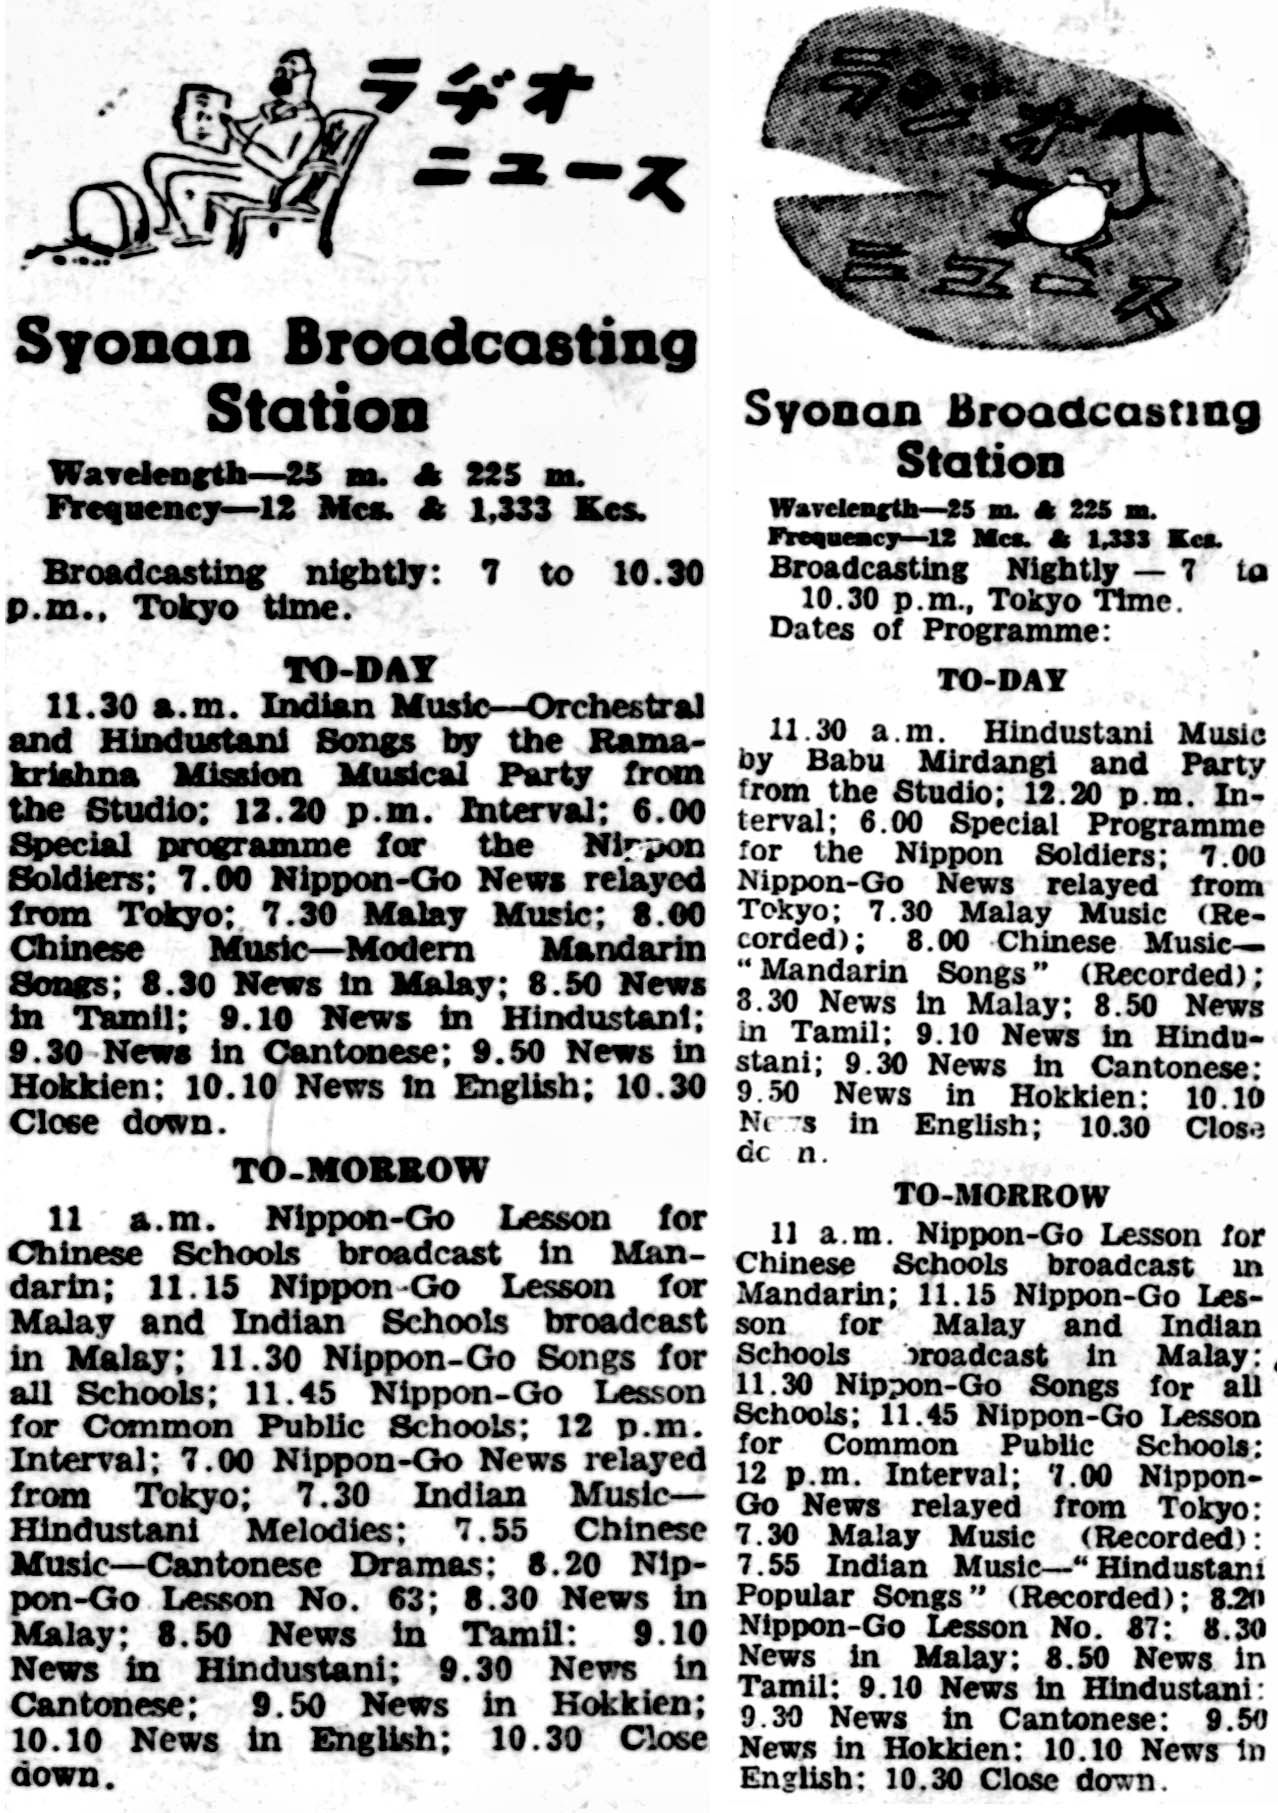 ラヂオ
ニュース
Syonan Broadcasting
Station
Wavelength—25 m. & 225 m.
Frequency—12 Mcs. & 1,333 Kcs.
Broadcasting nightly: 7 to 10.30
p.m., Tokyo time.
TO-DAY
11.30 a.m. Indian Music—Orchestral
and Hindustani Songs by the Rama-
krishna Mission Musical Party from
the Studio; 12.20 p.m. Interval; 6.00
Special programme for the Nippon
Soldiers; 7.00 Nippon-Go News relayed
from Tokyo; 7.30 Malay Music; 8.00
Chinese Music—Modern Mandarin
Songs; 8.30 News in Malay; 8.50 News
in Tamil; 9.10 News in Hindustani;
9.30 News in Cantonese; 9.50 News in
Hokkien; 10.10 News in English; 10.30
Close down.
TO-MORROW
11 a.m. Nippon-Go Lesson for
Chinese Schools broadcast in Man-
darin; 11.15 Nippon-Go Lesson for
Malay and Indian Schools broadcast
in Malay; 11.30 Nippon-Go Songs for
all Schools; 11.45 Nippon-Go Lesson
for Common Public Schools; 12 p.m.
Interval; 7.00 Nippon-Go News relayed
from Tokyo; 7.30 Indian Music—
Hindustani Melodies; 7.55 Chinese
Music—Cantonese Dramas; 8.20 Nip-
pon-Go Lesson No. 63; 8.30 News in
Malay; 8.50 News in Tamil: 9.10
News in Hindustani; 9.30 News in
Cantonese; 9.50 News in Hokkien;
10.10 News in English; 10.30 Close
down.
ラジオ
ニュース
Syonan Broadcasting
Station
Wavelength—25 m. & 225 m.
Frequency—12 Mcs. & 1,333 Kcs.
Broadcasting Nightly — 7 to
10.30 p.m., Tokyo Time.
Dates of Programme:
TO-DAY
11.30 a.m. Hindustani Music
by Babu Mirdangi and Party
from the Studio; 12.20 p.m. In-
terval; 6.00 Special Programme
for the Nippon Soldiers; 7.00
Nippon-Go News relayed from
Tokyo; 7.30 Malay Music (Re-
corded); 8.00 Chinese Music—
"Mandarin Songs" (Recorded);
8.30 News in Malay; 8.50 News
in Tamil; 9.10 News in Hindu-
stani; 9.30 News in Cantonese;
9.50 News in Hokkien; 10.10
News in English; 10.30 Close
down.
TO-MORROW
11 a.m. Nippon-Go Lesson for
Chinese Schools broadcast in
Mandarin; 11.15 Nippon-Go Les-
son for Malay and Indian
Schools broadcast in Malay;
11.30 Nippon-Go Songs for all
Schools; 11.45 Nippon-Go Lesson
for Common Public Schools;
12 p.m. Interval; 7.00 Nippon-
Go News relayed from Tokyo;
7.30 Malay Music (Recorded);
7.55 Indian Music—"Hindustani
Popular Songs" (Recorded); 8.20
Nippon-Go Lesson No. 87; 8.30
News in Malay; 8.50 News in
Tamil; 9.10 News in Hindustani;
9.30 News in Cantonese; 9.50
News in Hokkien; 10.10 News in
English; 10.30 Close down.